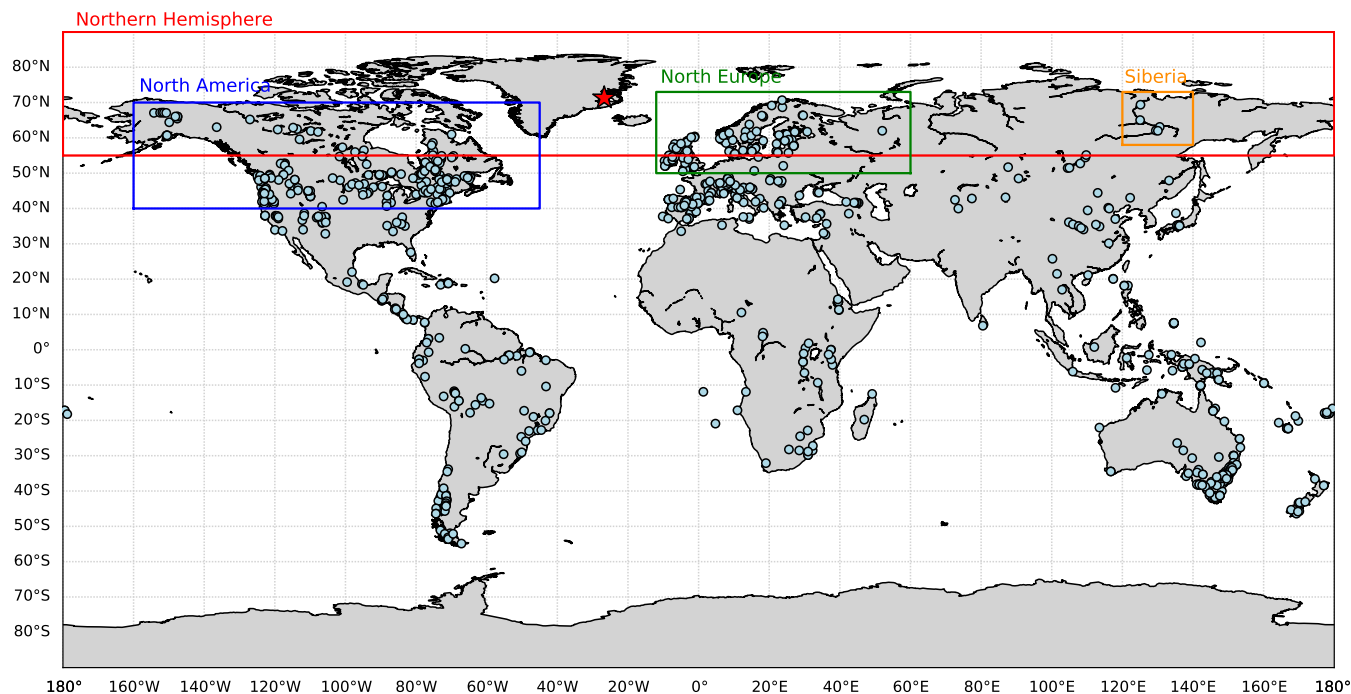 Northern Hemisphere
80°N
North America
North Europe
Siberia
70°N
60°N
50°N
40°N
30°N
20°N
10°N
0°
10°S
20°S
30°S
40°S
50°S
60°S
70°S
80°S
180° 160°W 140°W 120°W 100°W 80°W 60°W 40°W 20°W 0° 20°E 40°E 60°E 80°E 100°E 120°E 140°E 160°E 180°